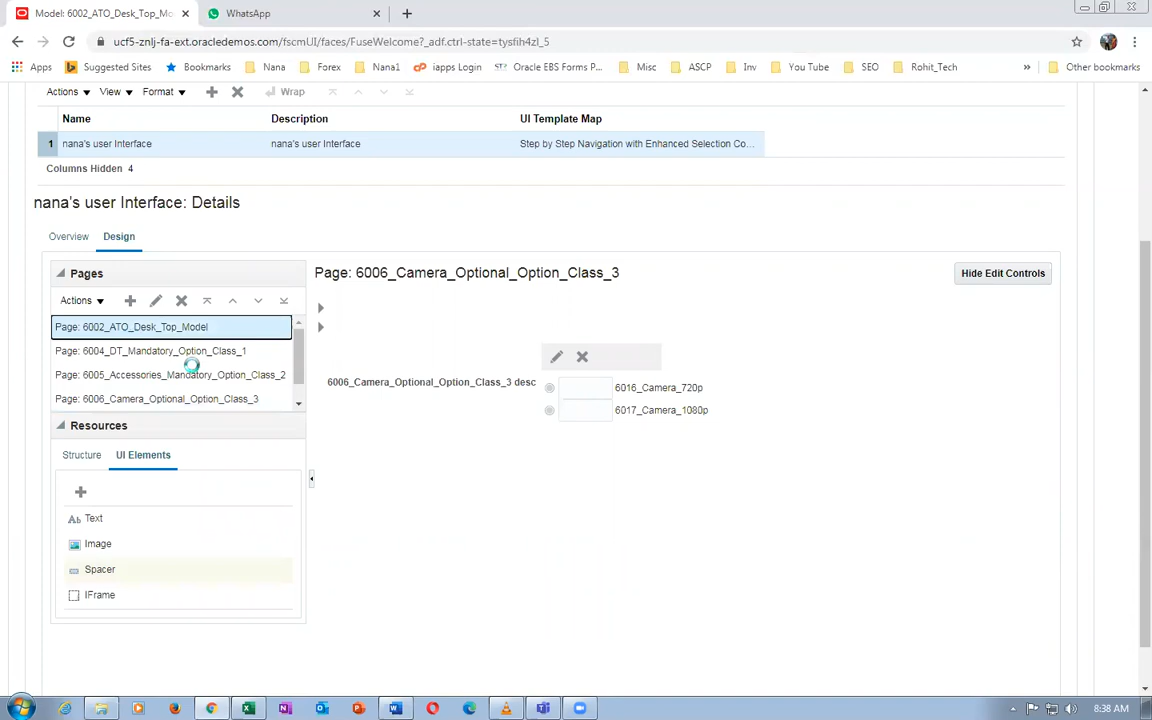 Model: 6002_ATO_Desk_Top_Mo
WhatsApp
ucf5-znlj-fa-ext.oracledemos.com/fscmUI/faces/FuseWelcome?_adf.ctrl-state=tysfih4zl_5
Apps Suggested Sites Bookmarks Nana Forex Nana1 iapps Login Oracle EBS Forms P... Misc ASCP Inv You Tube SEO Rohit_Tech » Other bookmarks
Actions View Format Wrap
Name Description UI Template Map
1 nana's user Interface nana's user Interface Step by Step Navigation with Enhanced Selection Co...
Columns Hidden 4
nana's user Interface: Details
Overview Design
Pages
Page: 6006_Camera_Optional_Option_Class_3
Hide Edit Controls
Actions
Page: 6002_ATO_Desk_Top_Model
Page: 6004_DT_Mandatory_Option_Class_1
Page: 6005_Accessories_Mandatory_Option_Class_2
Page: 6006_Camera_Optional_Option_Class_3
6006_Camera_Optional_Option_Class_3 desc
6016_Camera_720p
6017_Camera_1080p
Resources
Structure UI Elements
Text
Image
Spacer
IFrame
8:38 AM